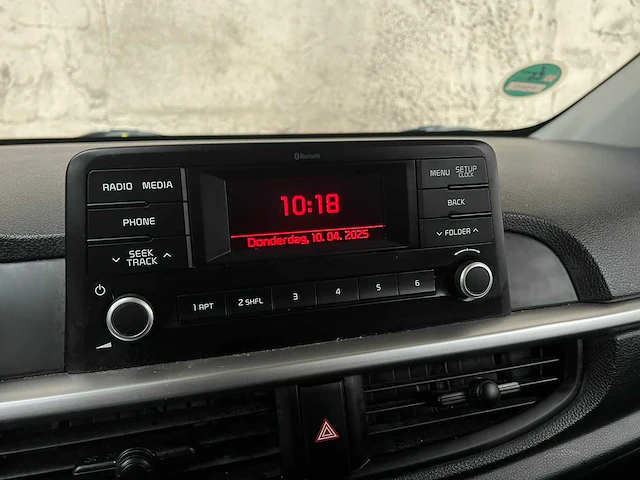 Bluetooth
RADIO MEDIA
PHONE
SEEK
TRACK
10:18
Donderdag, 10. 04. 2025
MENU SETUP
CLOCK
BACK
FOLDER
1 RPT
2 SHFL
3
4
5
6